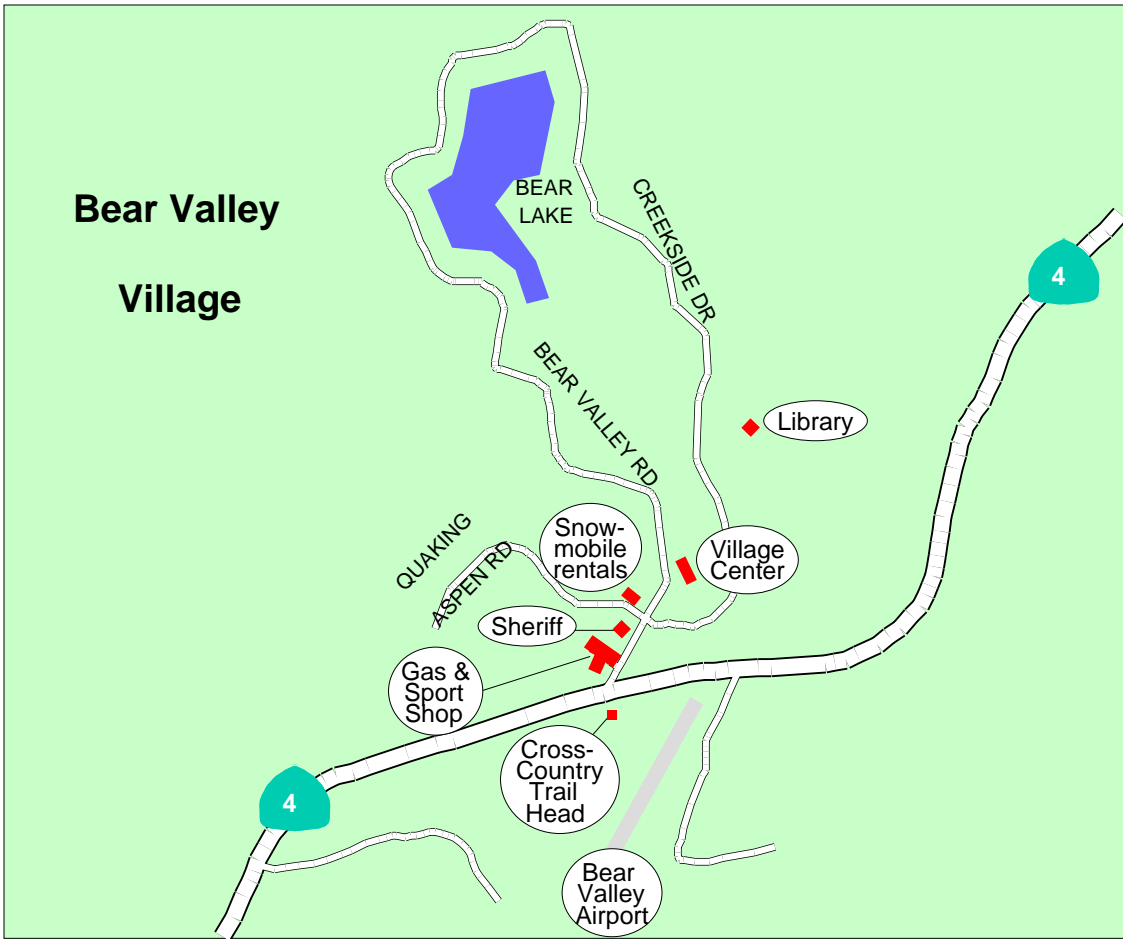 Bear Valley
Village
BEAR
LAKE
CREEKSIDE DR
4
BEAR VALLEY RD
Library
QUAKING
ASPEN RD
Snow-
mobile
rentals
Village
Center
Sheriff
Gas &
Sport
Shop
Cross-
Country
Trail
Head
4
Bear
Valley
Airport